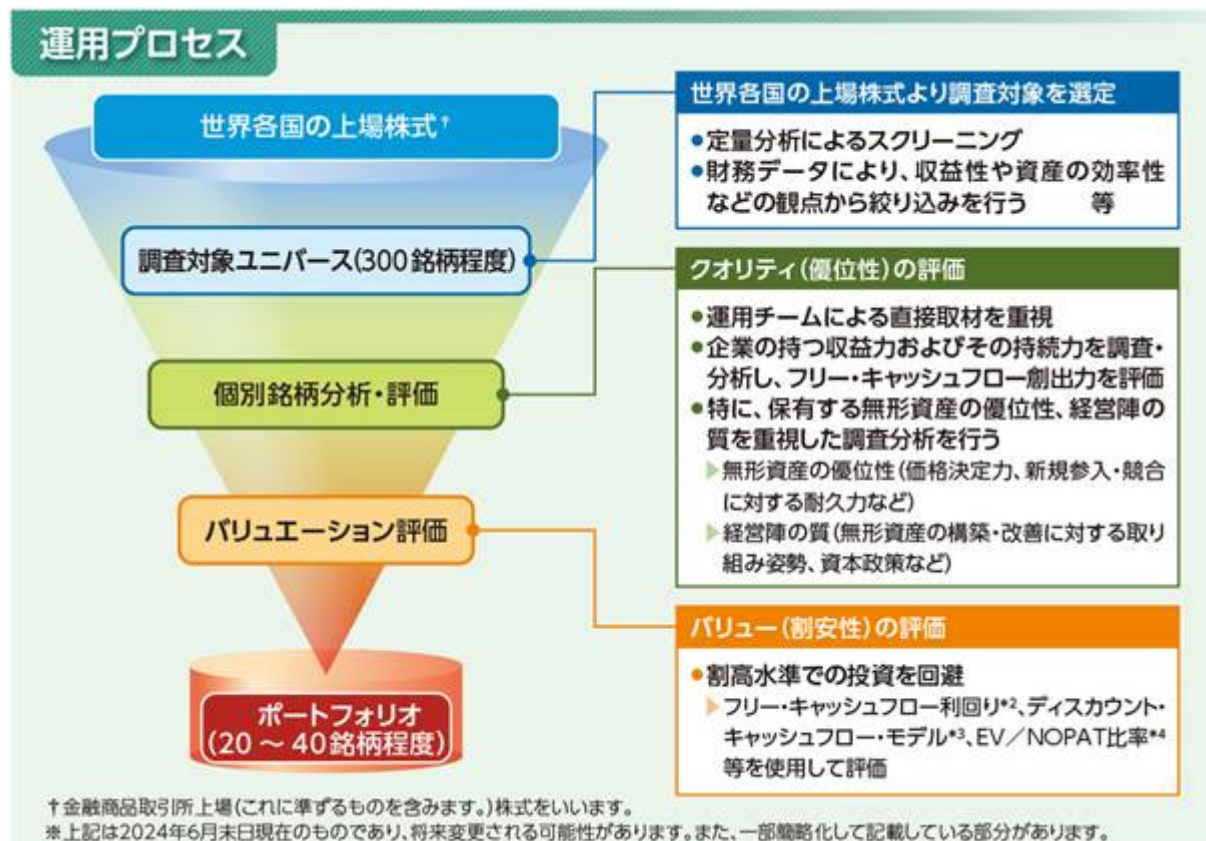 運用プロセス
世界各国の上場株式†
調査対象ユニバース(300銘柄程度)
個別銘柄分析・評価
バリュエーション評価
ポートフォリオ
(20～40銘柄程度)
世界各国の上場株式より調査対象を選定
●定量分析によるスクリーニング
●財務データにより、収益性や資産の効率性
などの観点から絞り込みを行う 等
クオリティ(優位性)の評価
●運用チームによる直接取材を重視
●企業の持つ収益力およびその持続力を調査・
分析し、フリー・キャッシュフロー創出力を評価
●特に、保有する無形資産の優位性、経営陣の
質を重視した調査分析を行う
▶無形資産の優位性(価格決定力、新規参入・競合
に対する耐久力など)
▶経営陣の質(無形資産の構築・改善に対する取り
組み姿勢、資本政策など)
バリュー(割安性)の評価
●割高水準での投資を回避
▶フリー・キャッシュフロー利回り*2、ディスカウント・
キャッシュフロー・モデル*3、EV／NOPAT比率*4
等を使用して評価
†金融商品取引所上場(これに準ずるものを含みます。)株式をいいます。
※上記は2024年6月末日現在のものであり、将来変更される可能性があります。また、一部簡略化して記載している部分があります。